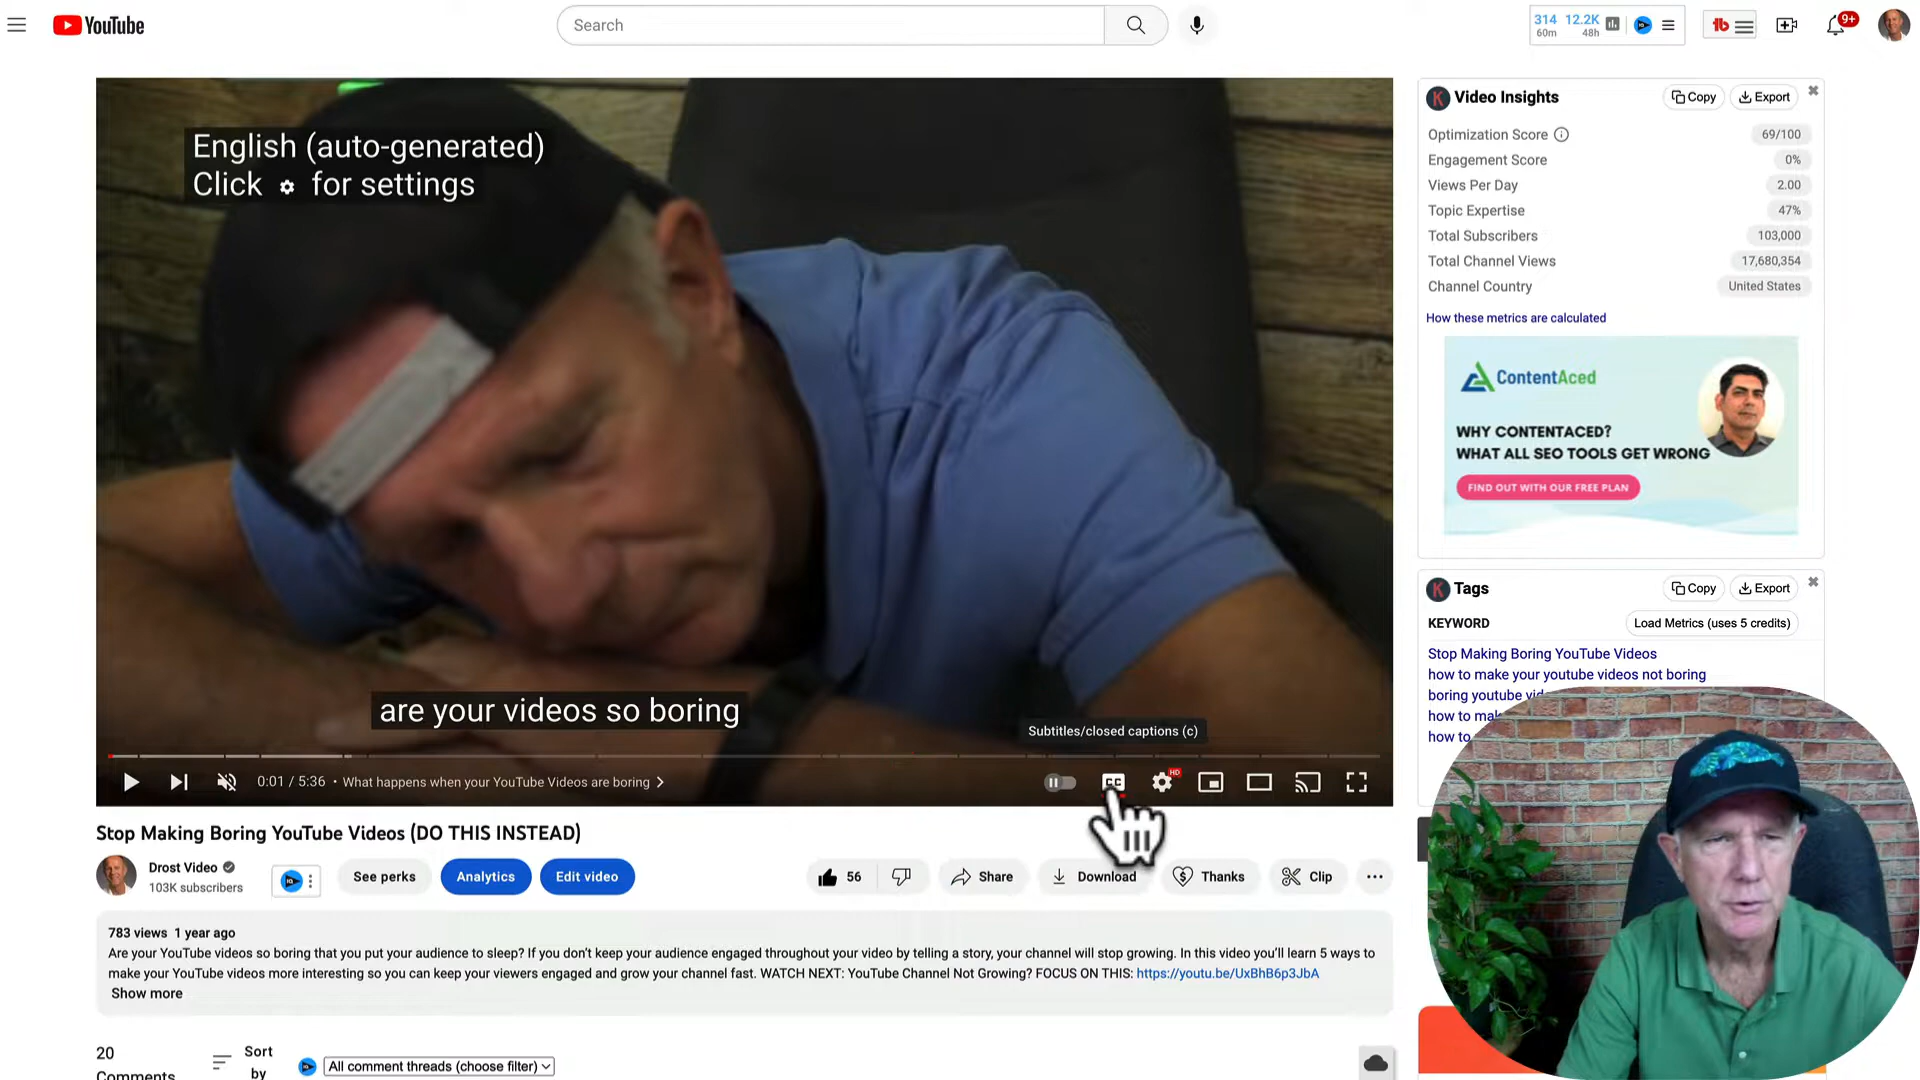 YouTube
Search
314 12.2K
60m 48h
9+
English (auto-generated)
Click for settings
are your videos so boring
Subtitles/closed captions (c)
0:01 / 5:36 • What happens when your YouTube Videos are boring
HD
Stop Making Boring YouTube Videos (DO THIS INSTEAD)
Drost Video
103K subscribers
See perks
Analytics
Edit video
56
Share
Download
Thanks
Clip
783 views 1 year ago
Are your YouTube videos so boring that you put your audience to sleep? If you don't keep your audience engaged throughout your video by telling a story, your channel will stop growing. In this video you'll learn 5 ways to
make your YouTube videos more interesting so you can keep your viewers engaged and grow your channel fast. WATCH NEXT: YouTube Channel Not Growing? FOCUS ON THIS: https://youtu.be/UxBhB6p3JbA
Show more
20
Comments
Sort
by
All comment threads (choose filter)
Video Insights
Copy
Export
Optimization Score 69/100
Engagement Score 0%
Views Per Day 2.00
Topic Expertise 47%
Total Subscribers 103,000
Total Channel Views 17,680,354
Channel Country United States
How these metrics are calculated
ContentAced
WHY CONTENTACED?
WHAT ALL SEO TOOLS GET WRONG
FIND OUT WITH OUR FREE PLAN
Tags
Copy
Export
KEYWORD
Load Metrics (uses 5 credits)
Stop Making Boring YouTube Videos
how to make your youtube videos not boring
boring youtube
how to
how to